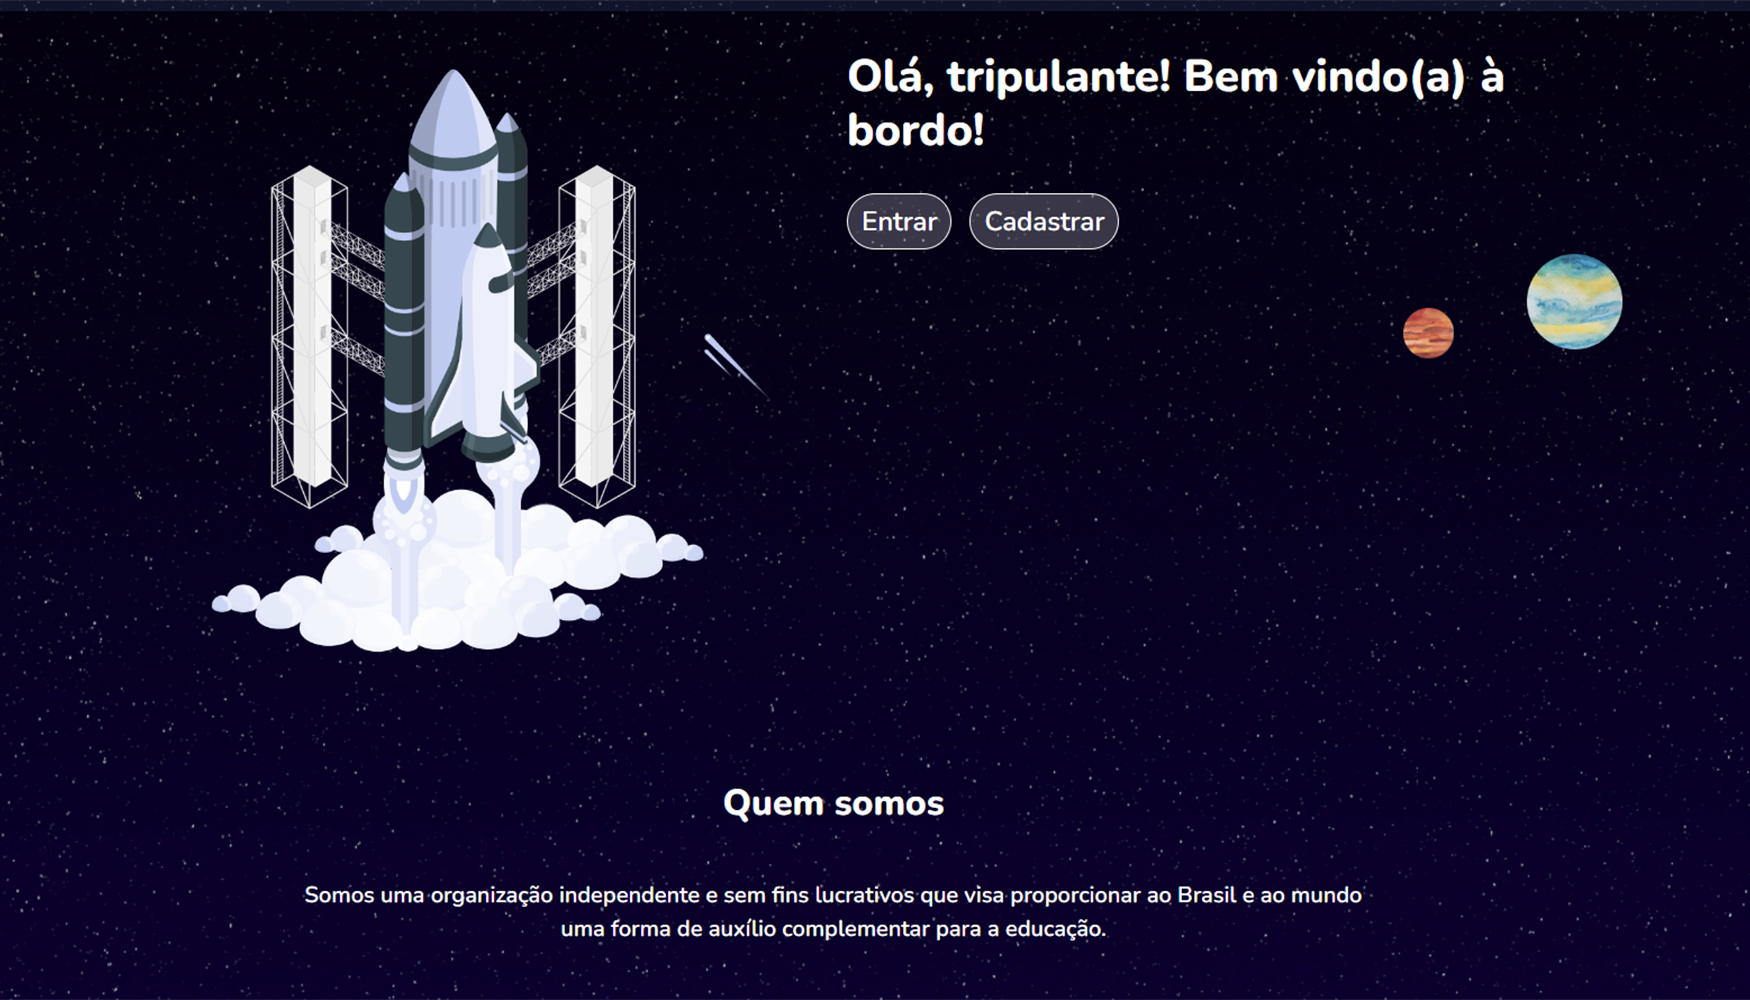 Olá, tripulante! Bem vindo(a) à
bordo!
Entrar
Cadastrar
Quem somos
Somos uma organização independente e sem fins lucrativos que visa proporcionar ao Brasil e ao mundo
uma forma de auxílio complementar para a educação.